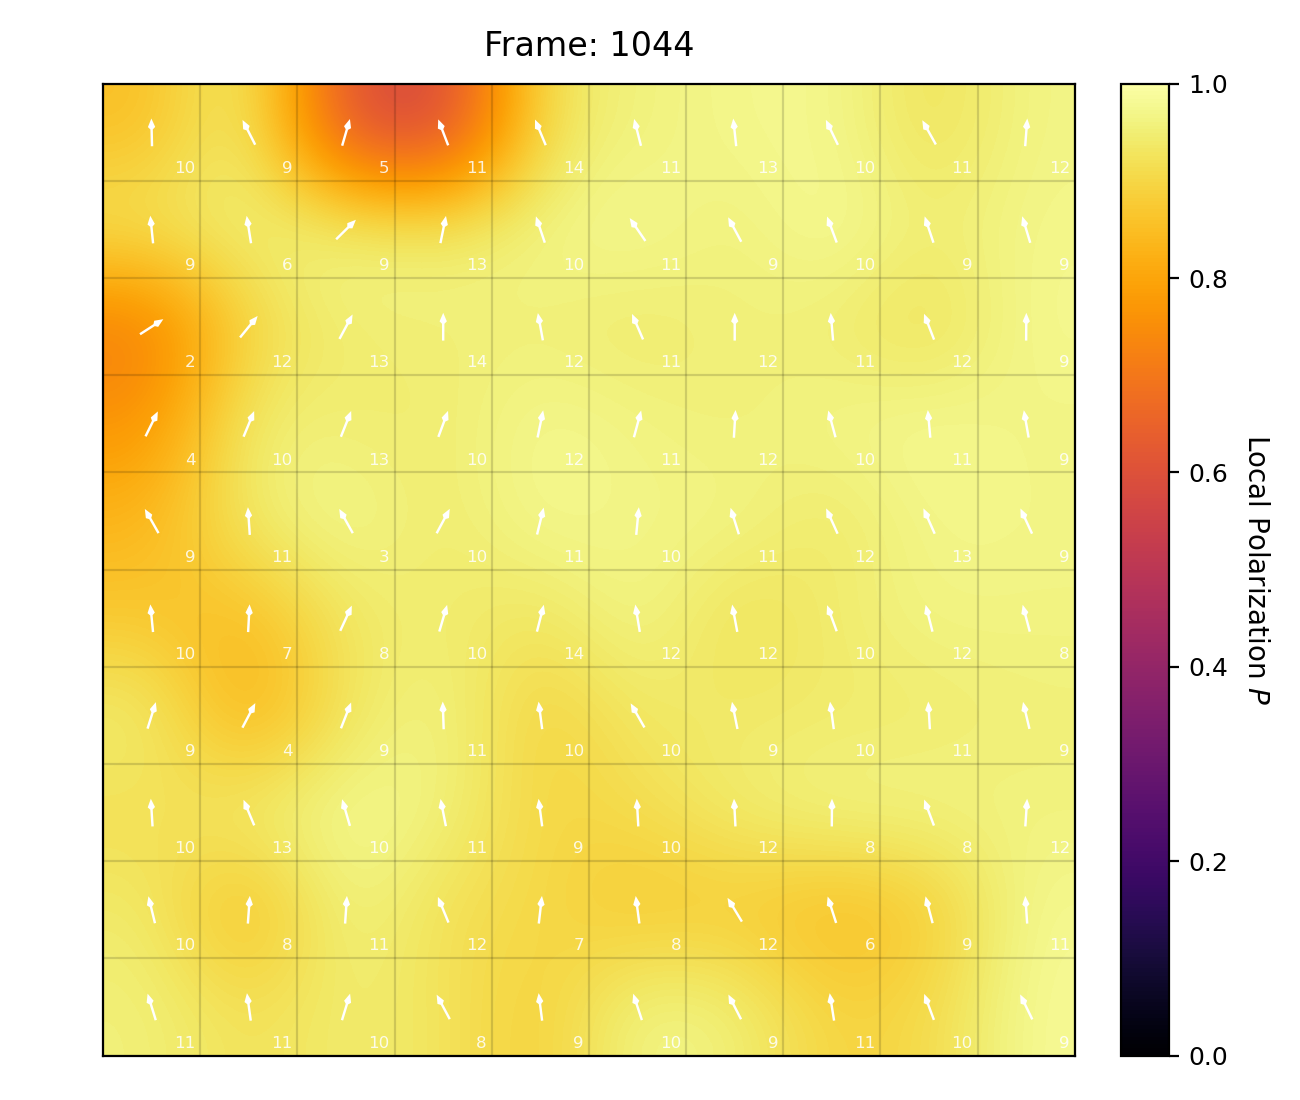 Frame: 1044
10 9 5 11 14 11 13 10 11 12
9 6 9 13 10 11 9 10 9 9
2 12 13 14 12 11 12 11 12 9
4 10 13 10 12 11 12 10 11 9
9 11 3 10 11 10 11 12 13 9
10 7 8 10 14 12 12 10 12 8
9 4 9 11 10 10 9 10 11 9
10 13 10 11 9 10 12 8 8 12
10 8 11 12 7 8 12 6 9 11
11 11 10 8 9 10 9 11 10 9
1.0
0.8
0.6
0.4
0.2
0.0
Local Polarization P